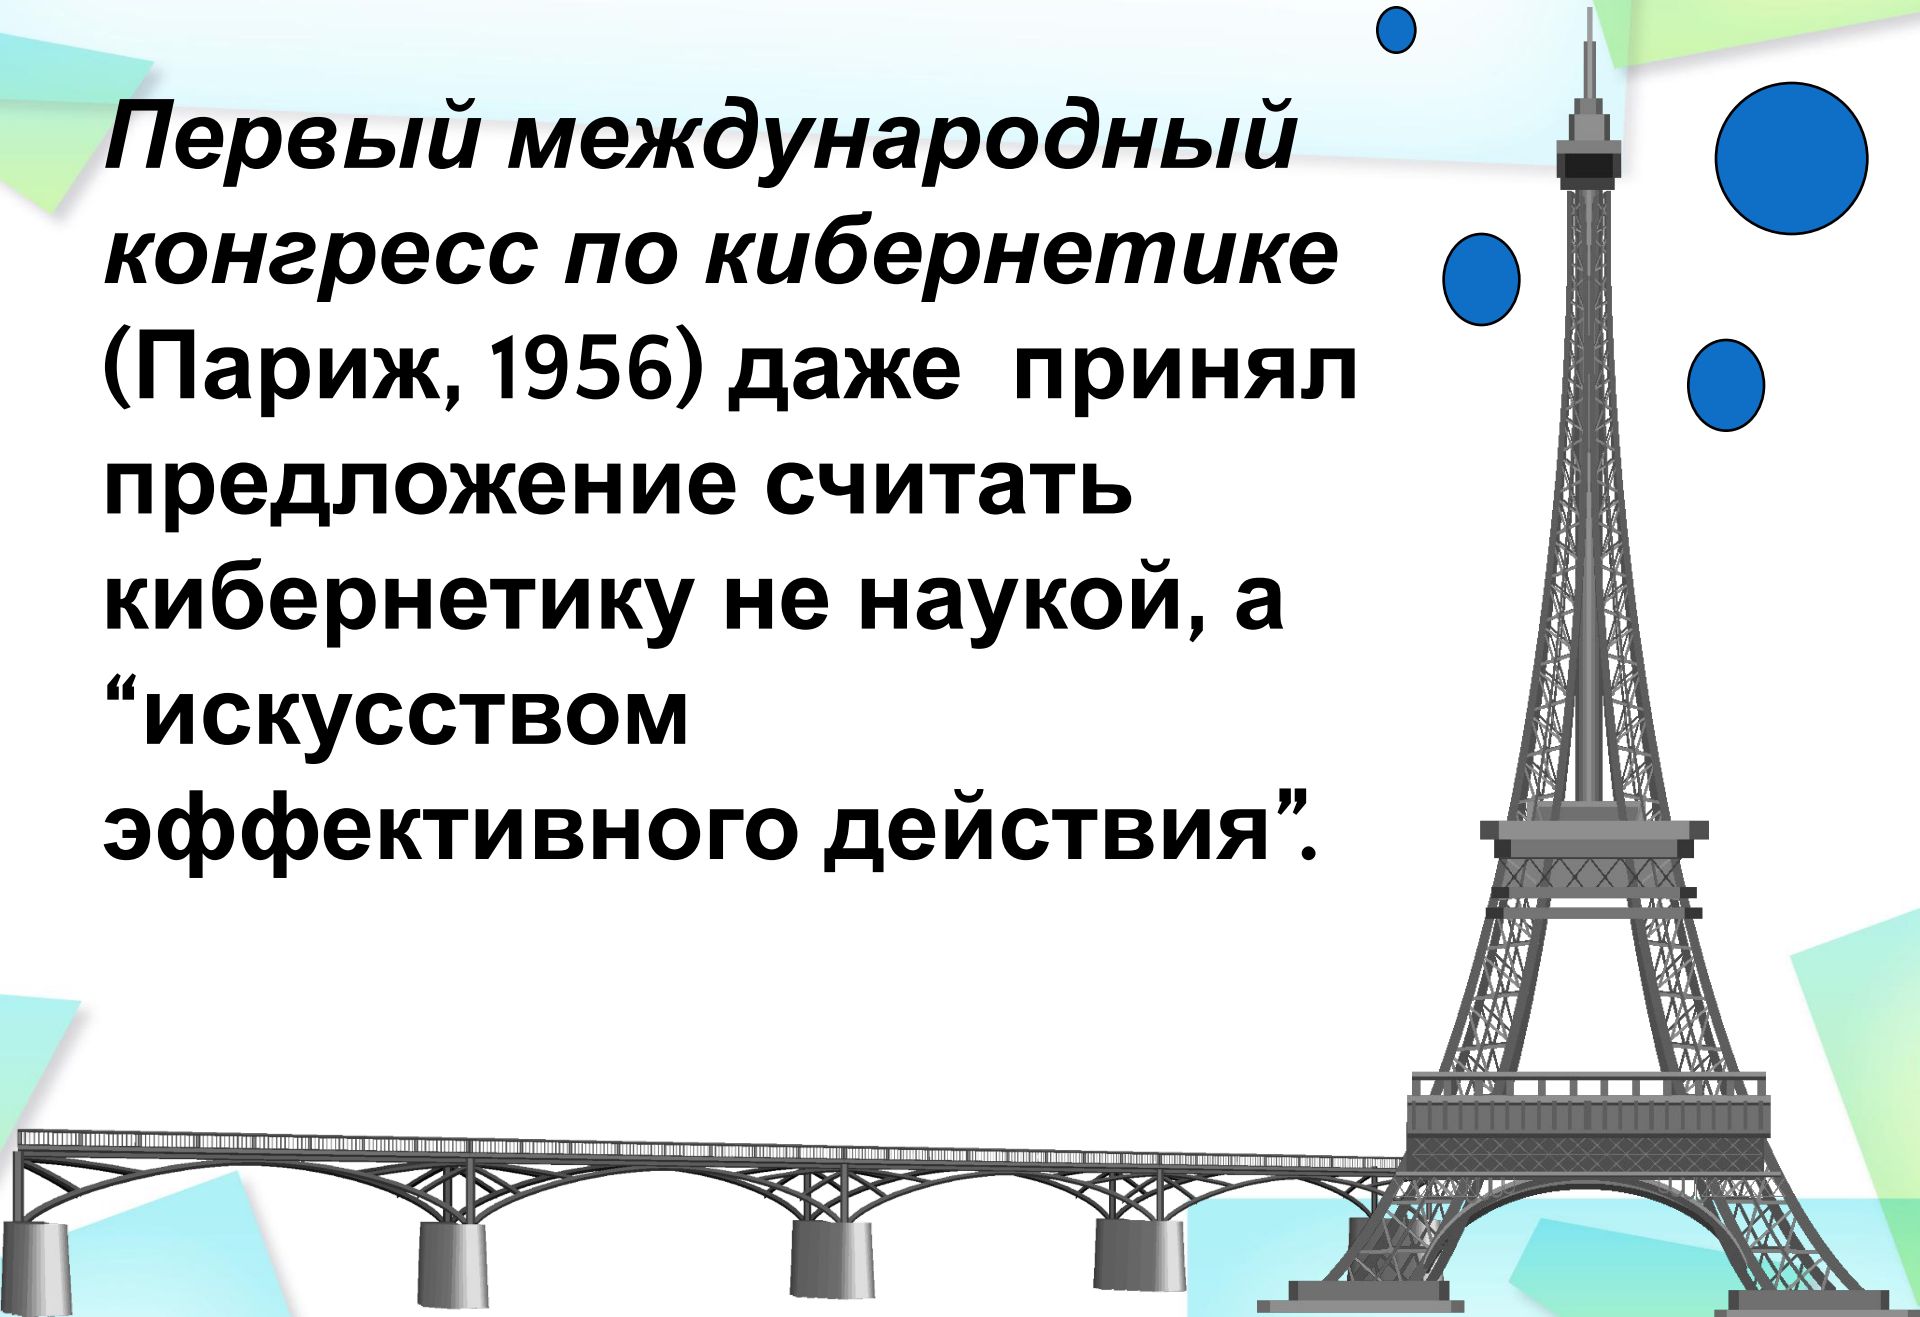 Первый международный
конгресс по кибернетике
(Париж, 1956) даже  принял
предложение считать
кибернетику не наукой, а
“искусством
эффективного действия”.